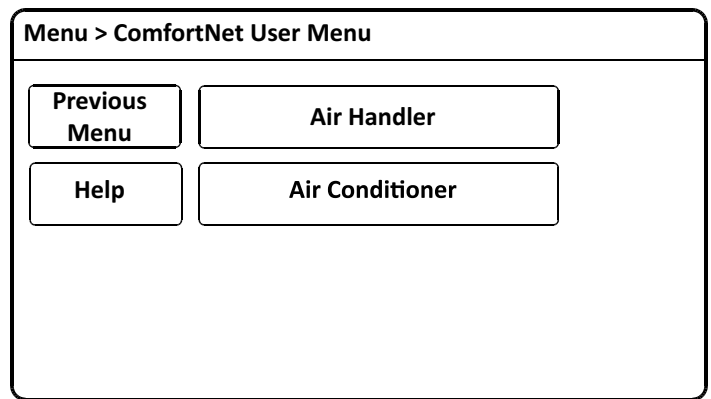 Menu > ComfortNet User Menu
Previous
Menu
Air Handler
Help
Air Conditioner